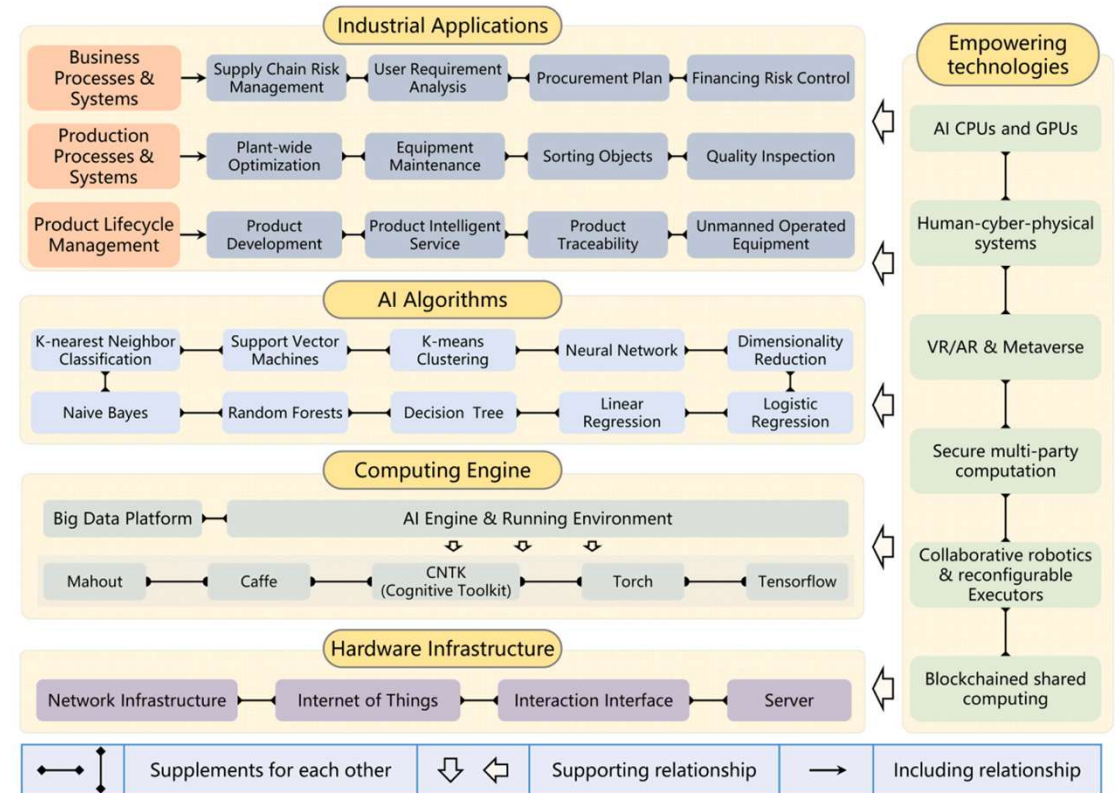 Industrial Applications
Business
Processes &
Systems
Supply Chain Risk
Management
User Requirement
Analysis
Procurement Plan
Financing Risk Control
Production
Processes &
Systems
Plant-wide
Optimization
Equipment
Maintenance
Sorting Objects
Quality Inspection
Product Lifecycle
Management
Product
Development
Product Intelligent
Service
Product
Traceability
Unmanned Operated
Equipment
AI Algorithms
K-nearest Neighbor
Classification
Support Vector
Machines
K-means
Clustering
Neural Network
Dimensionality
Reduction
Naive Bayes
Random Forests
Decision Tree
Linear
Regression
Logistic
Regression
Computing Engine
Big Data Platform
AI Engine & Running Environment
Mahout
Caffe
CNTK
(Cognitive Toolkit)
Torch
Tensorflow
Hardware Infrastructure
Network Infrastructure
Internet of Things
Interaction Interface
Server
Empowering
technologies
AI CPUs and GPUs
Human-cyber-physical
systems
VR/AR & Metaverse
Secure multi-party
computation
Collaborative robotics
& reconfigurable
Executors
Blockchained shared
computing
Supplements for each other
Supporting relationship
Including relationship